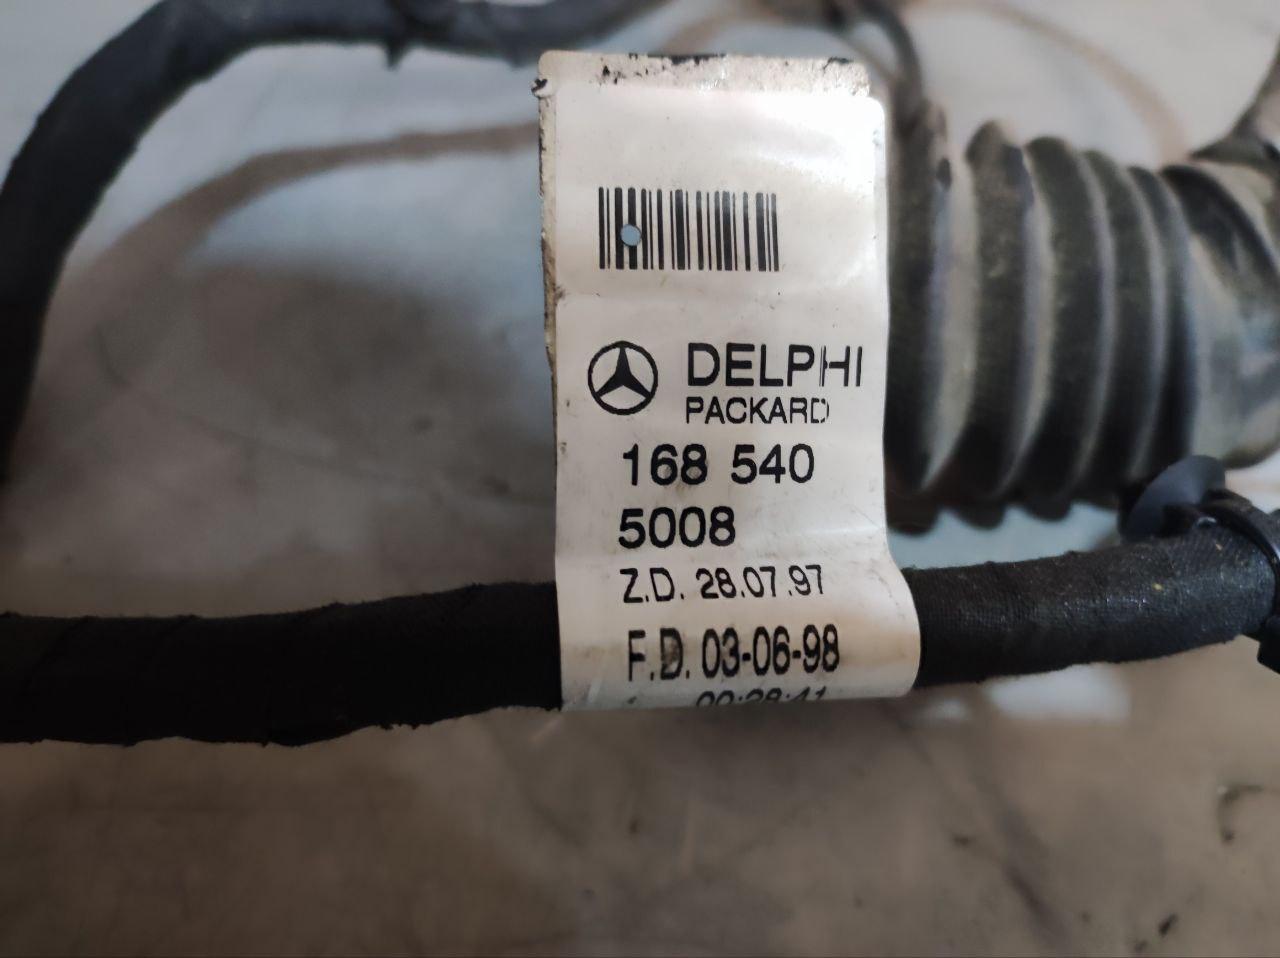 DELPHI
PACKARD
168 540
5008
Z.D. 28.07.97
F.D. 03-06-98